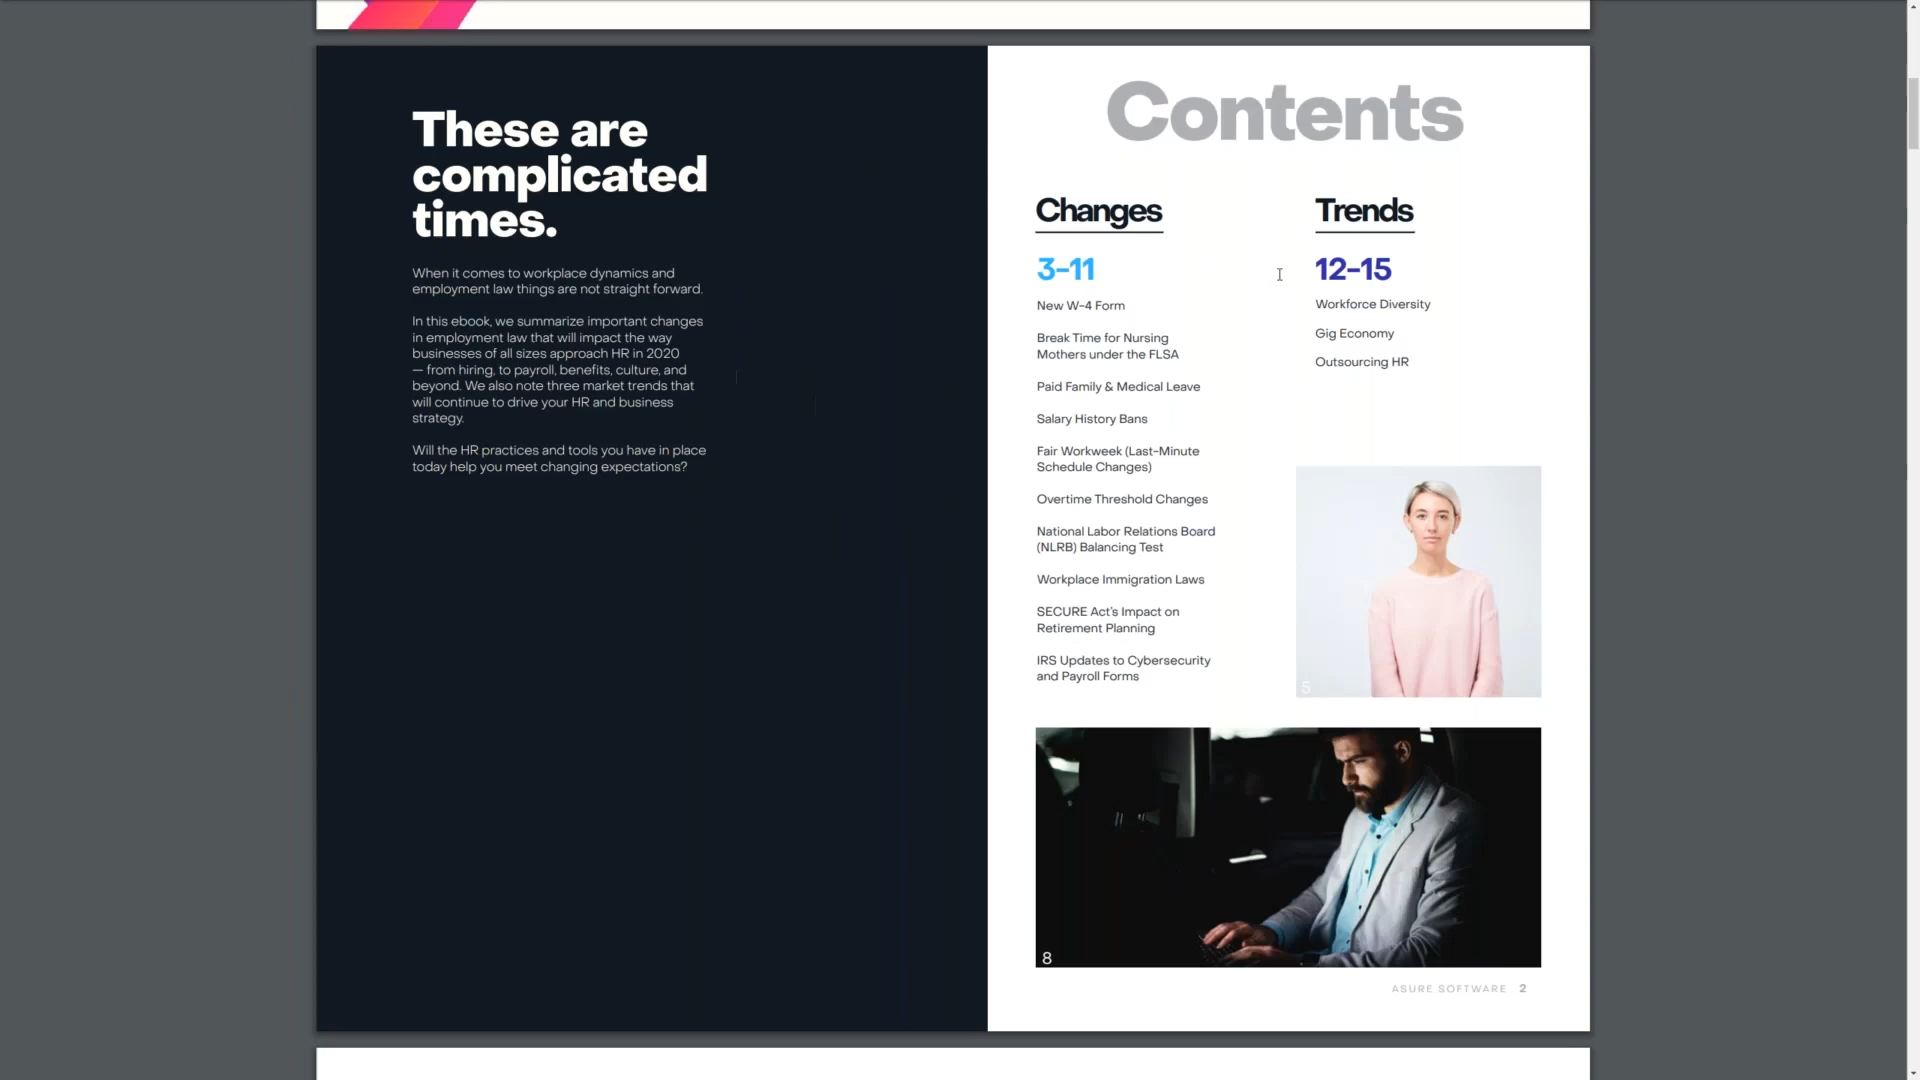 These are
complicated
times.
When it comes to workplace dynamics and
employment law things are not straight forward.
In this ebook, we summarize important changes
in employment law that will impact the way
businesses of all sizes approach HR in 2020
— from hiring, to payroll, benefits, culture, and
beyond. We also note three market trends that
will continue to drive your HR and business
strategy.
Will the HR practices and tools you have in place
today help you meet changing expectations?
Contents
Changes
3–11
New W-4 Form
Break Time for Nursing
Mothers under the FLSA
Paid Family & Medical Leave
Salary History Bans
Fair Workweek (Last-Minute
Schedule Changes)
Overtime Threshold Changes
National Labor Relations Board
(NLRB) Balancing Test
Workplace Immigration Laws
SECURE Act's Impact on
Retirement Planning
IRS Updates to Cybersecurity
and Payroll Forms
Trends
12–15
Workforce Diversity
Gig Economy
Outsourcing HR
5
8
ASURE SOFTWARE 2